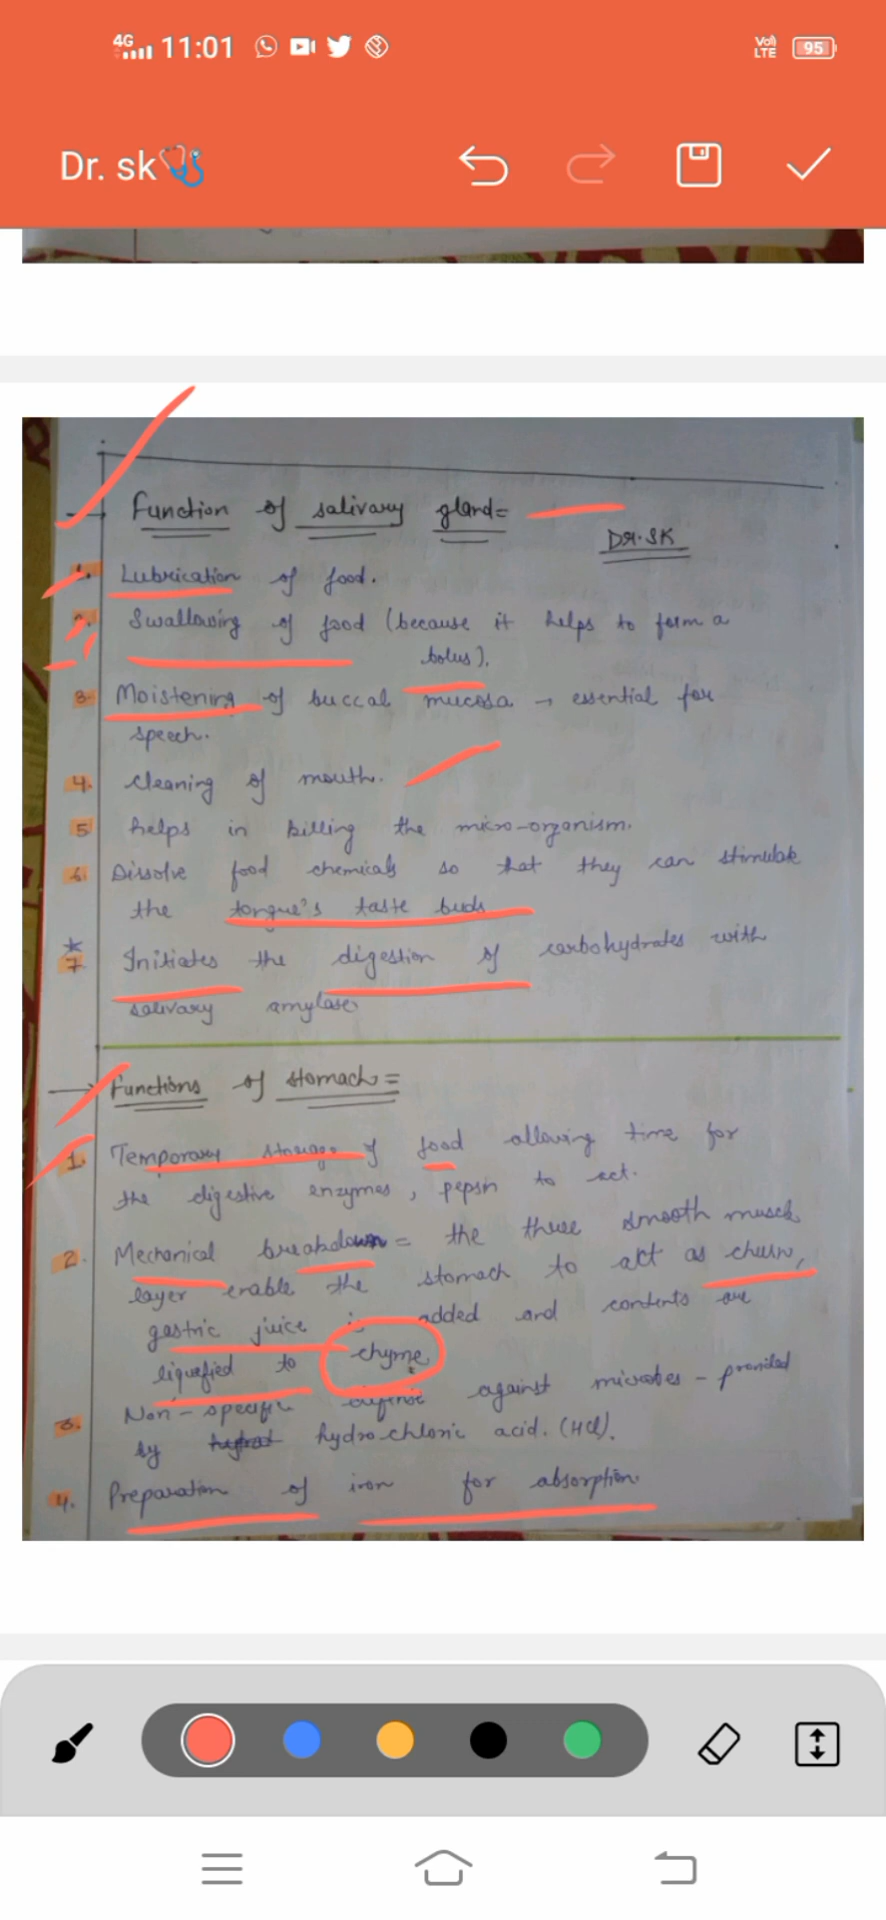 4G 11:01 Vo) LTE 95
Dr. sk🩺
Function of salivary gland=
Dr.SK
1. Lubrication of food.
2. Swallowing of food (because it helps to form a
bolus).
3. Moistening of buccal mucosa → essential for
speech.
4. cleaning of mouth.
5 helps in killing the micro-organism.
6. Dissolve food chemicals so that they can stimulate
the tongue's taste buds
* 7 Initiates the digestion of carbohydrates with
salivary amylase
→ Functions of stomach=
1. Temporary storage of food allowing time for
the digestive enzymes, pepsin to act.
2. Mechanical breakdown = the three smooth muscle
layer enable the stomach to act as churn,
gastric juice is added and contents are
liquefied to chyme
3. Non-specific defense against microbes - provided
by hydrochloric acid. (Hcl).
4. Preparation of iron for absorption